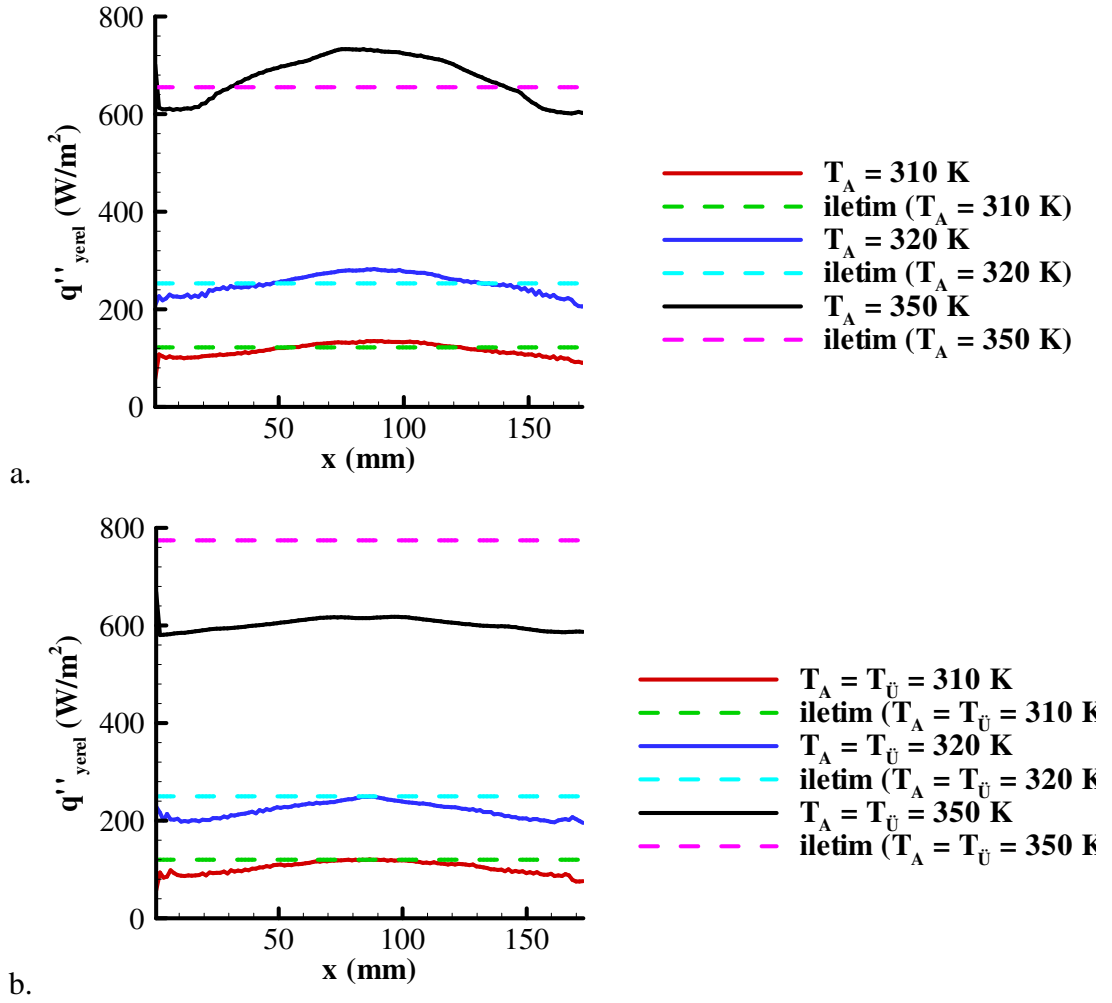 800
600
400
200
0
q''yerel (W/m²)
50
100
150
x (mm)
TA = 310 K
iletim (TA = 310 K)
TA = 320 K
iletim (TA = 320 K)
TA = 350 K
iletim (TA = 350 K)
a.
800
600
400
200
0
q''yerel (W/m²)
50
100
150
x (mm)
TA = TÜ = 310 K
iletim (TA = TÜ = 310 K
TA = TÜ = 320 K
iletim (TA = TÜ = 320 K
TA = TÜ = 350 K
iletim (TA = TÜ = 350 K
b.